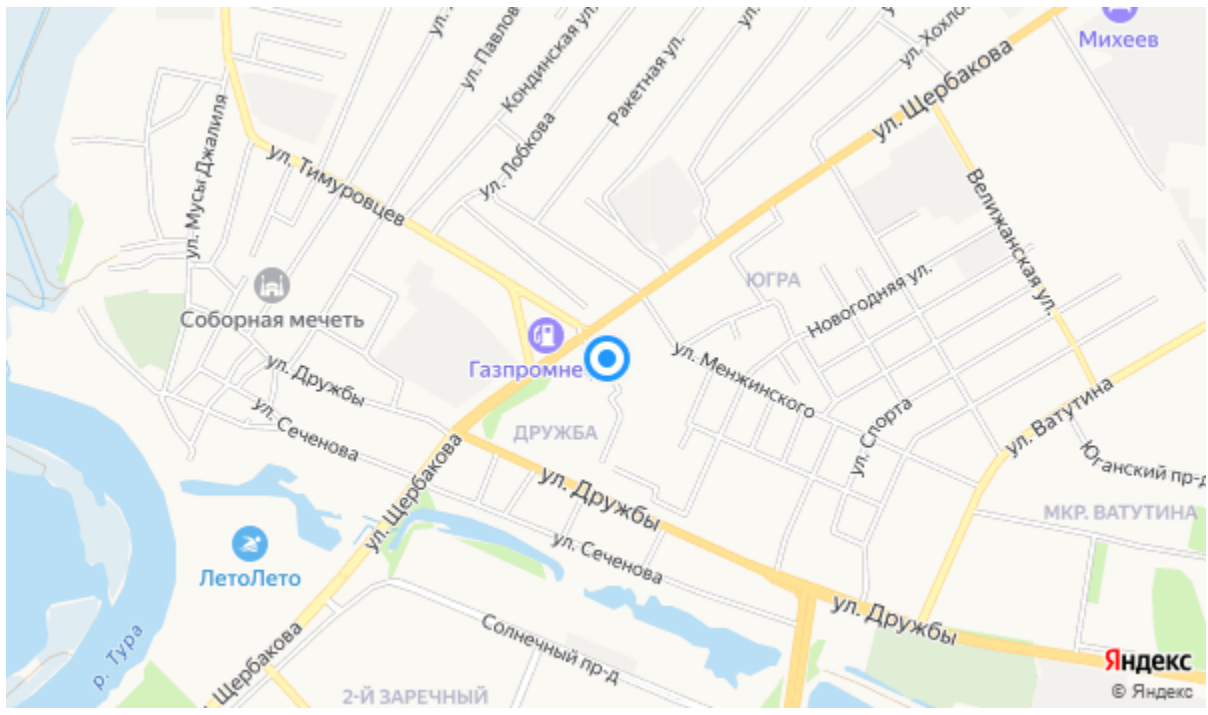 Михеев
ул. Павлов
Кондинская ул.
Ракетная ул.
ул. Хохло
ул. Щербакова
ул. Лобкова
ул. Мусы Джалиля
ул. Тимуровцев
Велижанская ул.
ЮГРА
Новогодняя ул.
Соборная мечеть
Газпромне
ул. Менжинского
ул. Дружбы
ул. Сеченова
ДРУЖБА
ул. Спорта
ул. Ватутина
Юганский пр-д
ул. Щербакова
ул. Дружбы
МКР. ВАТУТИНА
ул. Сеченова
ЛетоЛето
ул. Дружбы
р. Тура
Щербакова
Солнечный пр-д
2-Й ЗАРЕЧНЫЙ
Яндекс
© Яндекс